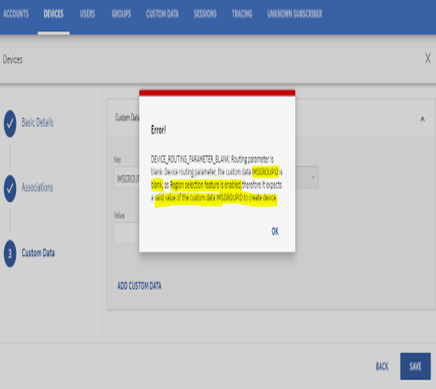 ACCOUNTS DEVICES USERS GROUPS CUSTOM DATA SESSIONS TRACING UNKNOWN SUBSCRIBER
Devices X
Basic Details
Associations
3 Custom Data
Custom Data
Key
IMSGROUP
Value
Error!
DEVICE_ROUTING_PARAMETER_BLANK. Routing parameter is
blank: Device routing-parameter, the custom data IMSGROUPID is
blank, as Region selection feature is enabled, therefore it expects
a valid value of the custom data IMSGROUPID to create device.
OK
ADD CUSTOM DATA
BACK SAVE